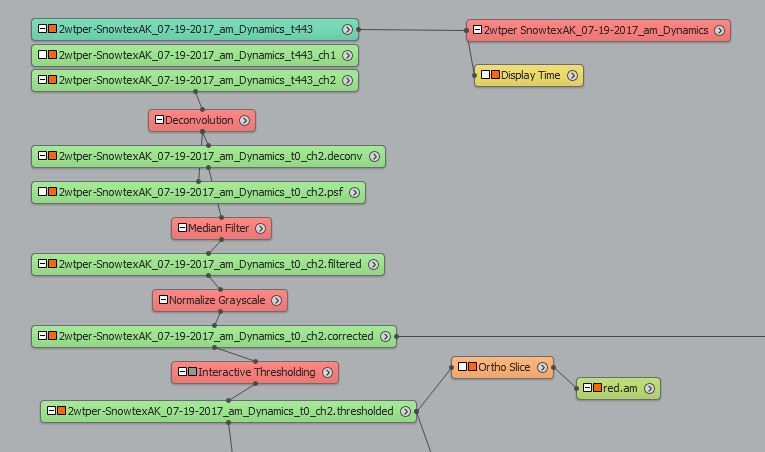 2wtper-SnowtexAK_07-19-2017_am_Dynamics_t443
2wtper SnowtexAK_07-19-2017_am_Dynamics
2wtper-SnowtexAK_07-19-2017_am_Dynamics_t443_ch1
2wtper-SnowtexAK_07-19-2017_am_Dynamics_t443_ch2
Display Time
Deconvolution
2wtper-SnowtexAK_07-19-2017_am_Dynamics_t0_ch2.deconv
2wtper-SnowtexAK_07-19-2017_am_Dynamics_t0_ch2.psf
Median Filter
2wtper-SnowtexAK_07-19-2017_am_Dynamics_t0_ch2.filtered
Normalize Grayscale
2wtper-SnowtexAK_07-19-2017_am_Dynamics_t0_ch2.corrected
Interactive Thresholding
Ortho Slice
red.am
2wtper-SnowtexAK_07-19-2017_am_Dynamics_t0_ch2.thresholded